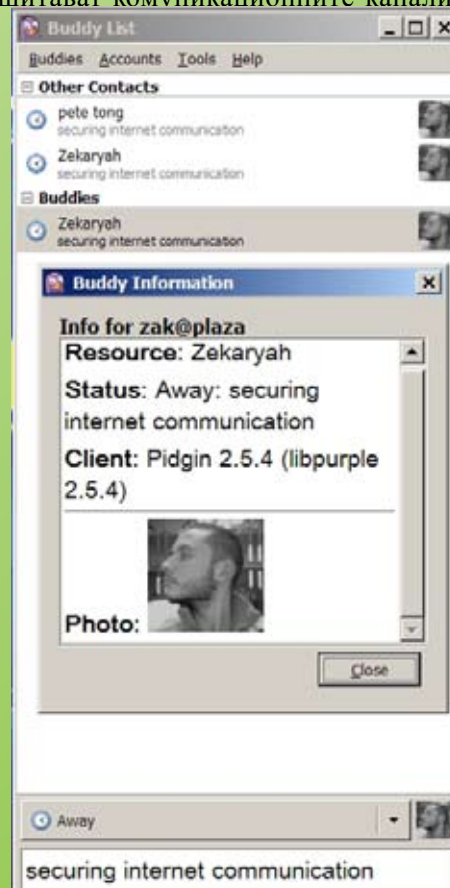 комуникационните канали
Buddy List
Buddies Accounts Tools Help
Other Contacts
pete tong
securing internet communication
Zekaryah
securing internet communication
Buddies
Zekaryah
securing internet communication
Buddy Information
Info for zak@plaza
Resource: Zekaryah
Status: Away: securing
internet communication
Client: Pidgin 2.5.4 (libpurple
2.5.4)
Photo:
Close
Away
securing internet communication